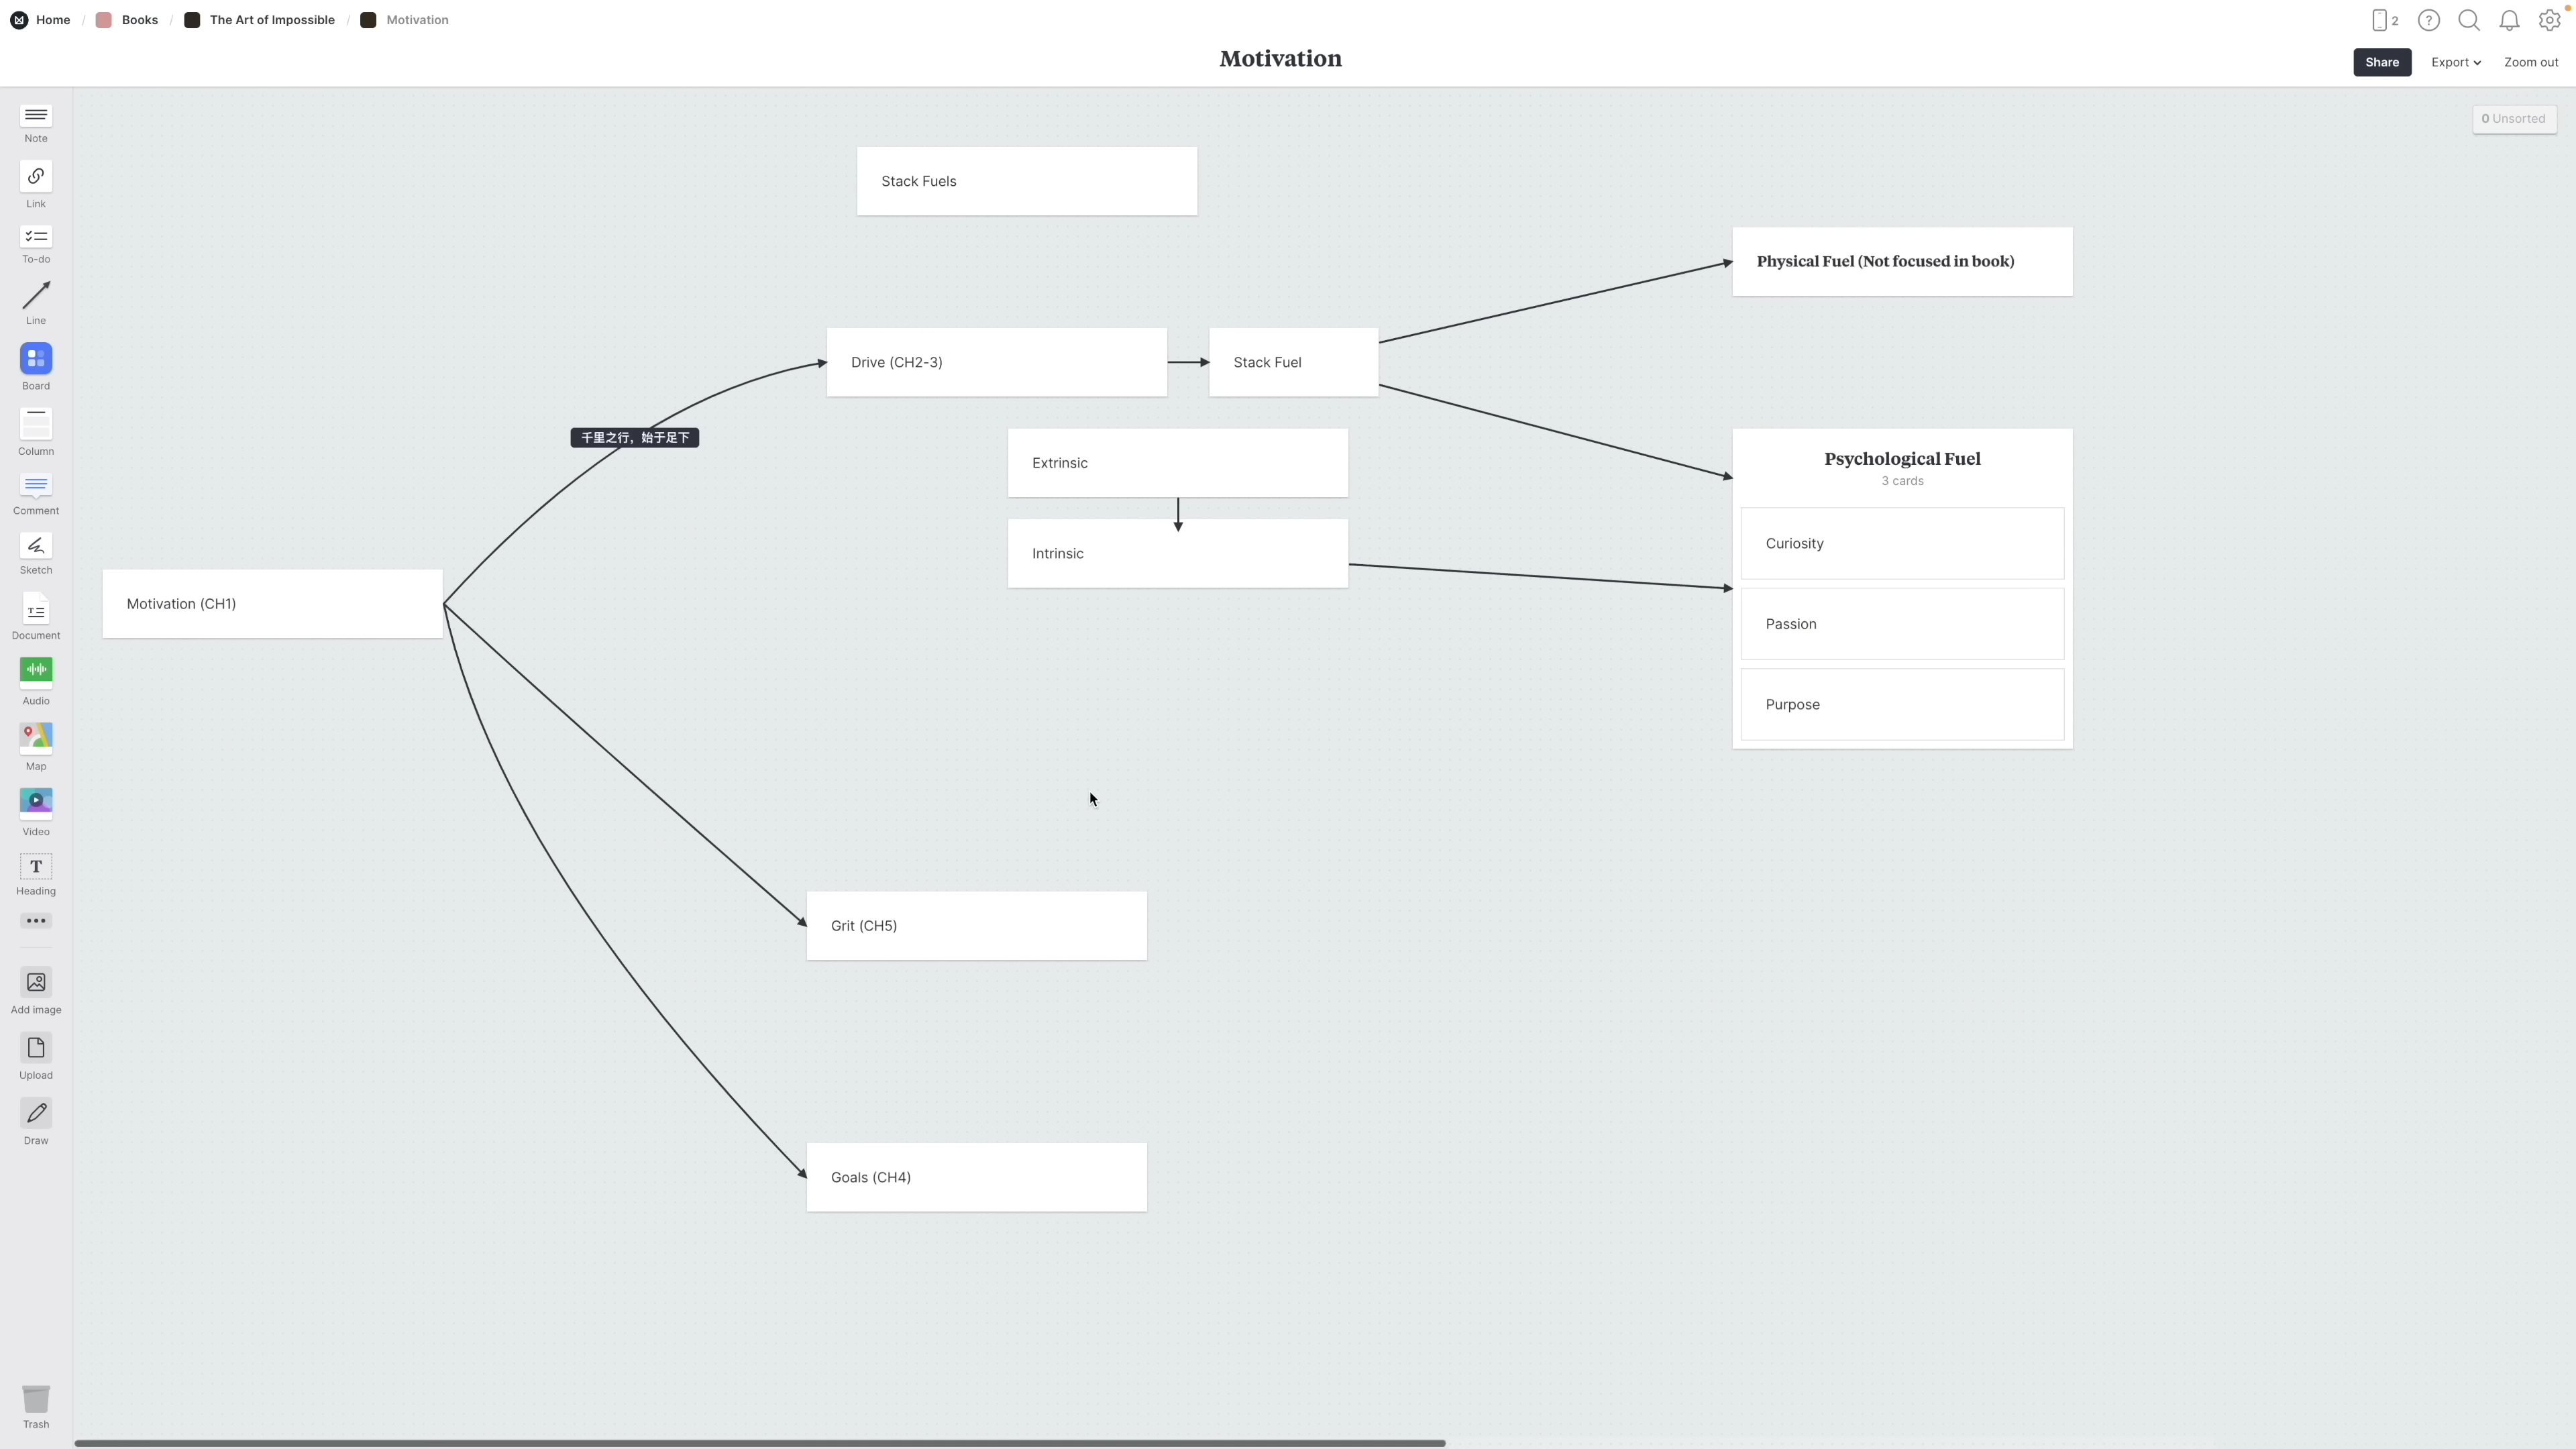 Home / Books / The Art of Impossible / Motivation
2
Motivation
Share
Export
Zoom out
0 Unsorted
Note
Link
To-do
Line
Board
Column
Comment
Sketch
Document
Audio
Map
Video
T
Heading
Add image
Upload
Draw
Trash
Stack Fuels
Physical Fuel (Not focused in book)
Drive (CH2-3)
Stack Fuel
千里之行，始于足下
Extrinsic
Intrinsic
Psychological Fuel
3 cards
Curiosity
Passion
Purpose
Motivation (CH1)
Grit (CH5)
Goals (CH4)